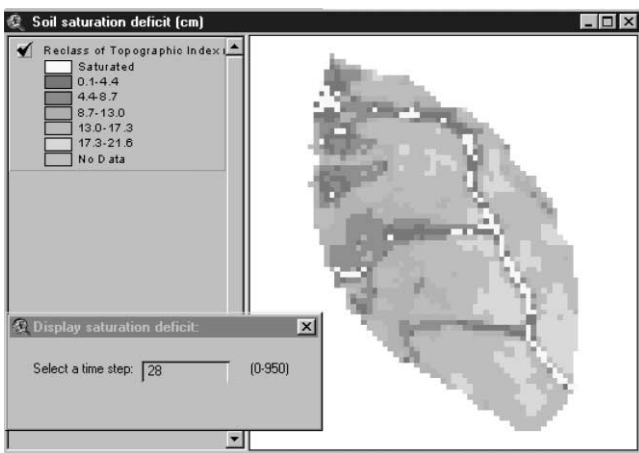 Soil saturation deficit (cm)
Reclass of Topographic Index
Saturated
0.1-4.4
4.4-8.7
8.7-13.0
13.0-17.3
17.3-21.6
No Data
Display saturation deficit:
Select a time step: 28 (0-950)